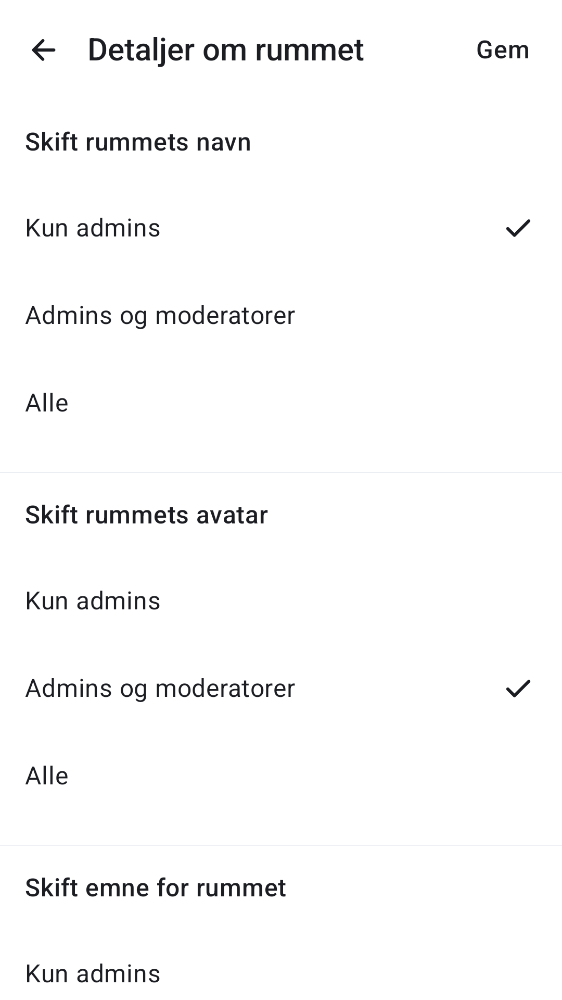 Detaljer om rummet
Gem
Skift rummets navn
Kun admins
Admins og moderatorer
Alle
Skift rummets avatar
Kun admins
Admins og moderatorer
Alle
Skift emne for rummet
Kun admins